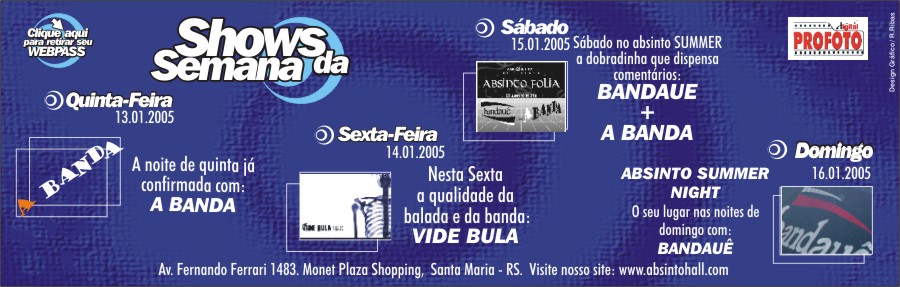 Clique aqui
para retirar seu
WEBPASS
Shows
da
Semana
Quinta-Feira
13.01.2005
BANDA
A noite de quinta já
confirmada com:
A BANDA
Sexta-Feira
14.01.2005
VIDE BULA
Nesta Sexta
a qualidade da
balada e da banda:
VIDE BULA
Sábado
15.01.2005
Sábado no absinto SUMMER
a dobradinha que dispensa
comentários:
BANDAUE
+
A BANDA
ABSINTO FOLIA
bandauê
BANDA
Domingo
16.01.2005
ABSINTO SUMMER
NIGHT
O seu lugar nas noites de
domingo com:
BANDAUÊ
andauê
digital
PROFOTO
Design Gráfico / R.Ribas
Av. Fernando Ferrari 1483. Monet Plaza Shopping, Santa Maria - RS. Visite nosso site: www.absintohall.com